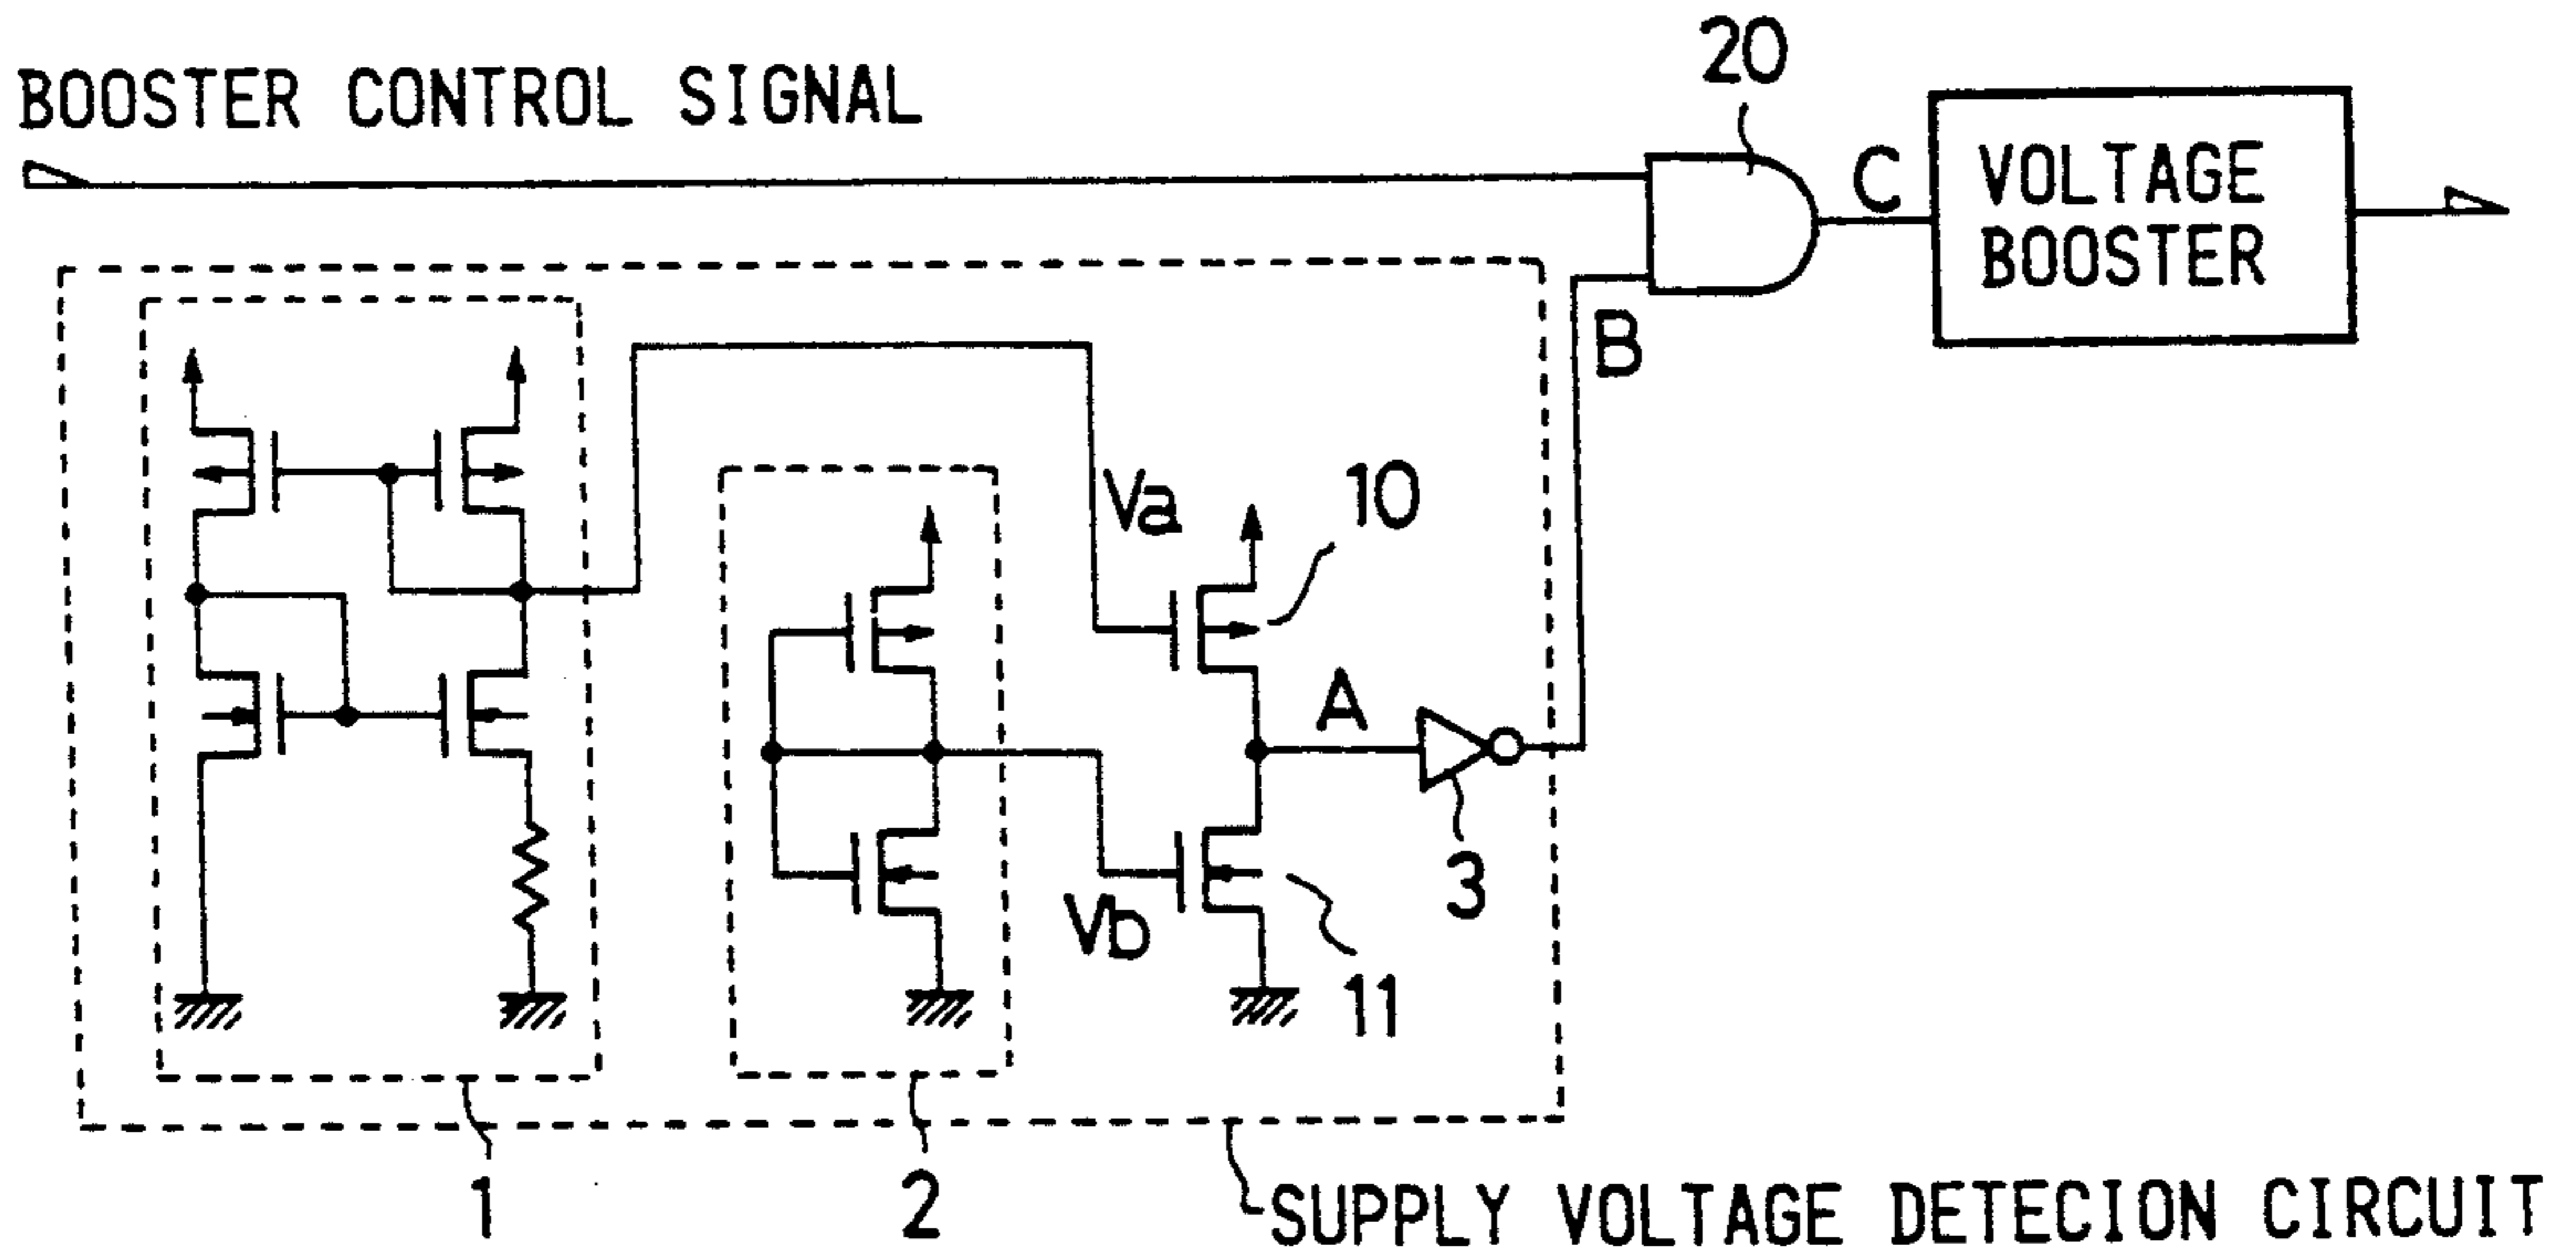 20
BOOSTER CONTROL SIGNAL
C
VOLTAGE
BOOSTER
B
Va
10
A
3
Vb
11
1
2
SUPPLY VOLTAGE DETECION CIRCUIT